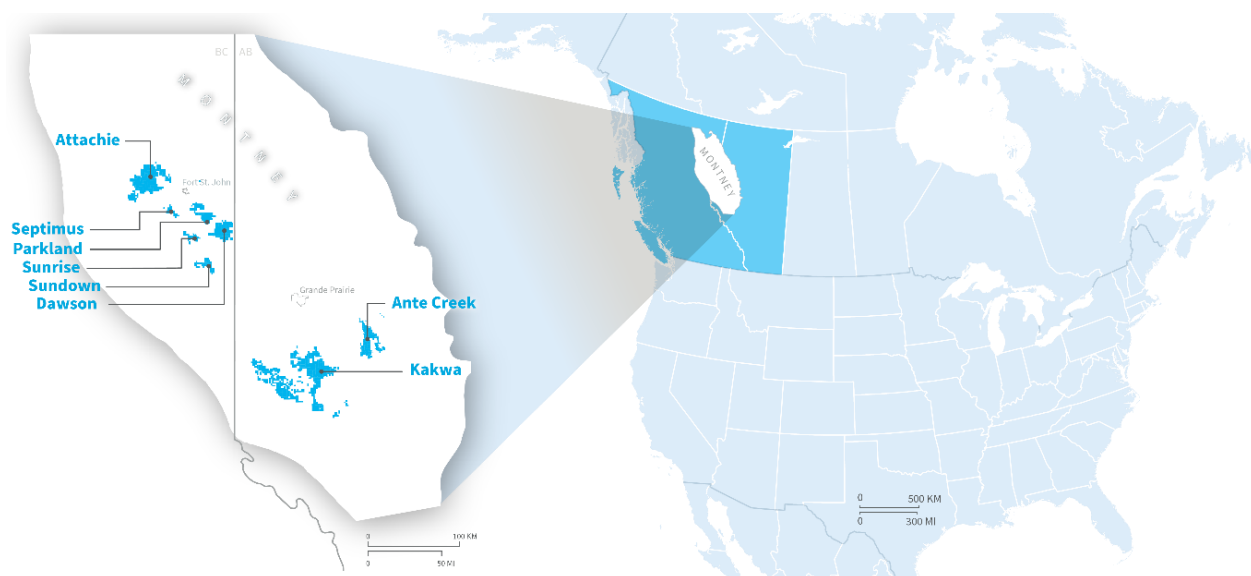 BC AB
MONTNEY
Attachie
Fort St. John
Septimus
Parkland
Sunrise
Sundown
Dawson
Grande Prairie
Ante Creek
Kakwa
0 100 KM
0 50 MI
MONTNEY
0 500 KM
0 300 MI